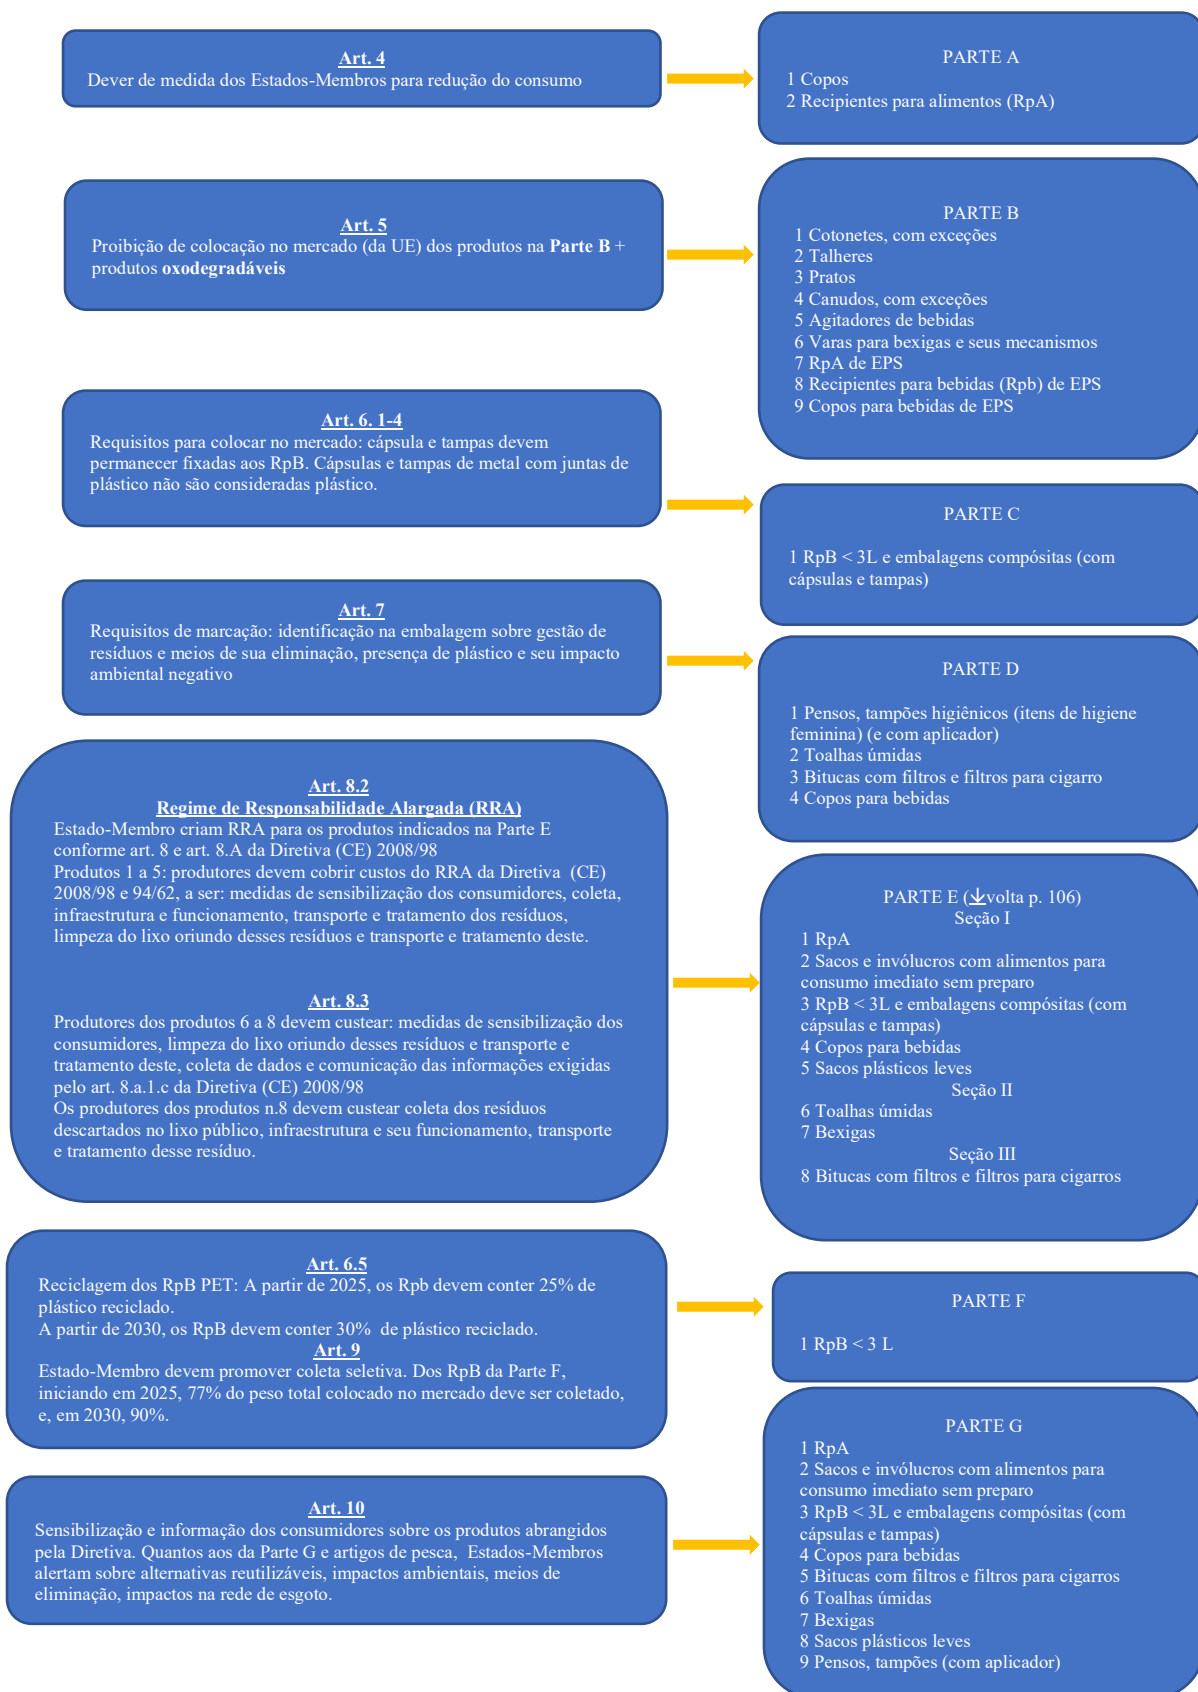 Art. 4
Dever de medida dos Estados-Membros para redução do consumo
PARTE A
1 Copos
2 Recipientes para alimentos (RpA)
Art. 5
Proibição de colocação no mercado (da UE) dos produtos na Parte B +
produtos oxodegradáveis
PARTE B
1 Cotonetes, com exceções
2 Talheres
3 Pratos
4 Canudos, com exceções
5 Agitadores de bebidas
6 Varas para bexigas e seus mecanismos
7 RpA de EPS
8 Recipientes para bebidas (Rpb) de EPS
9 Copos para bebidas de EPS
Art. 6. 1-4
Requisitos para colocar no mercado: cápsula e tampas devem
permanecer fixadas aos RpB. Cápsulas e tampas de metal com juntas de
plástico não são consideradas plástico.
PARTE C
1 RpB < 3L e embalagens compósitas (com
cápsulas e tampas)
Art. 7
Requisitos de marcação: identificação na embalagem sobre gestão de
resíduos e meios de sua eliminação, presença de plástico e seu impacto
ambiental negativo
PARTE D
1 Pensos, tampões higiênicos (itens de higiene
feminina) (e com aplicador)
2 Toalhas úmidas
3 Bitucas com filtros e filtros para cigarro
4 Copos para bebidas
Art. 8.2
Regime de Responsabilidade Alargada (RRA)
Estado-Membro criam RRA para os produtos indicados na Parte E
conforme art. 8 e art. 8.A da Diretiva (CE) 2008/98
Produtos 1 a 5: produtores devem cobrir custos do RRA da Diretiva (CE)
2008/98 e 94/62, a ser: medidas de sensibilização dos consumidores, coleta,
infraestrutura e funcionamento, transporte e tratamento dos resíduos,
limpeza do lixo oriundo desses resíduos e transporte e tratamento deste.
Art. 8.3
Produtores dos produtos 6 a 8 devem custear: medidas de sensibilização dos
consumidores, limpeza do lixo oriundo desses resíduos e transporte e
tratamento deste, coleta de dados e comunicação das informações exigidas
pelo art. 8.a.1.c da Diretiva (CE) 2008/98
Os produtores dos produtos n.8 devem custear coleta dos resíduos
descartados no lixo público, infraestrutura e seu funcionamento, transporte
e tratamento desse resíduo.
PARTE E (↓volta p. 106)
Seção I
1 RpA
2 Sacos e invólucros com alimentos para
consumo imediato sem preparo
3 RpB < 3L e embalagens compósitas (com
cápsulas e tampas)
4 Copos para bebidas
5 Sacos plásticos leves
Seção II
6 Toalhas úmidas
7 Bexigas
Seção III
8 Bitucas com filtros e filtros para cigarros
Art. 6.5
Reciclagem dos RpB PET: A partir de 2025, os Rpb devem conter 25% de
plástico reciclado.
A partir de 2030, os RpB devem conter 30% de plástico reciclado.
Art. 9
Estado-Membro devem promover coleta seletiva. Dos RpB da Parte F,
iniciando em 2025, 77% do peso total colocado no mercado deve ser coletado,
e, em 2030, 90%.
PARTE F
1 RpB < 3 L
Art. 10
Sensibilização e informação dos consumidores sobre os produtos abrangidos
pela Diretiva. Quantos aos da Parte G e artigos de pesca, Estados-Membros
alertam sobre alternativas reutilizáveis, impactos ambientais, meios de
eliminação, impactos na rede de esgoto.
PARTE G
1 RpA
2 Sacos e invólucros com alimentos para
consumo imediato sem preparo
3 RpB < 3L e embalagens compósitas (com
cápsulas e tampas)
4 Copos para bebidas
5 Bitucas com filtros e filtros para cigarros
6 Toalhas úmidas
7 Bexigas
8 Sacos plásticos leves
9 Pensos, tampões (com aplicador)